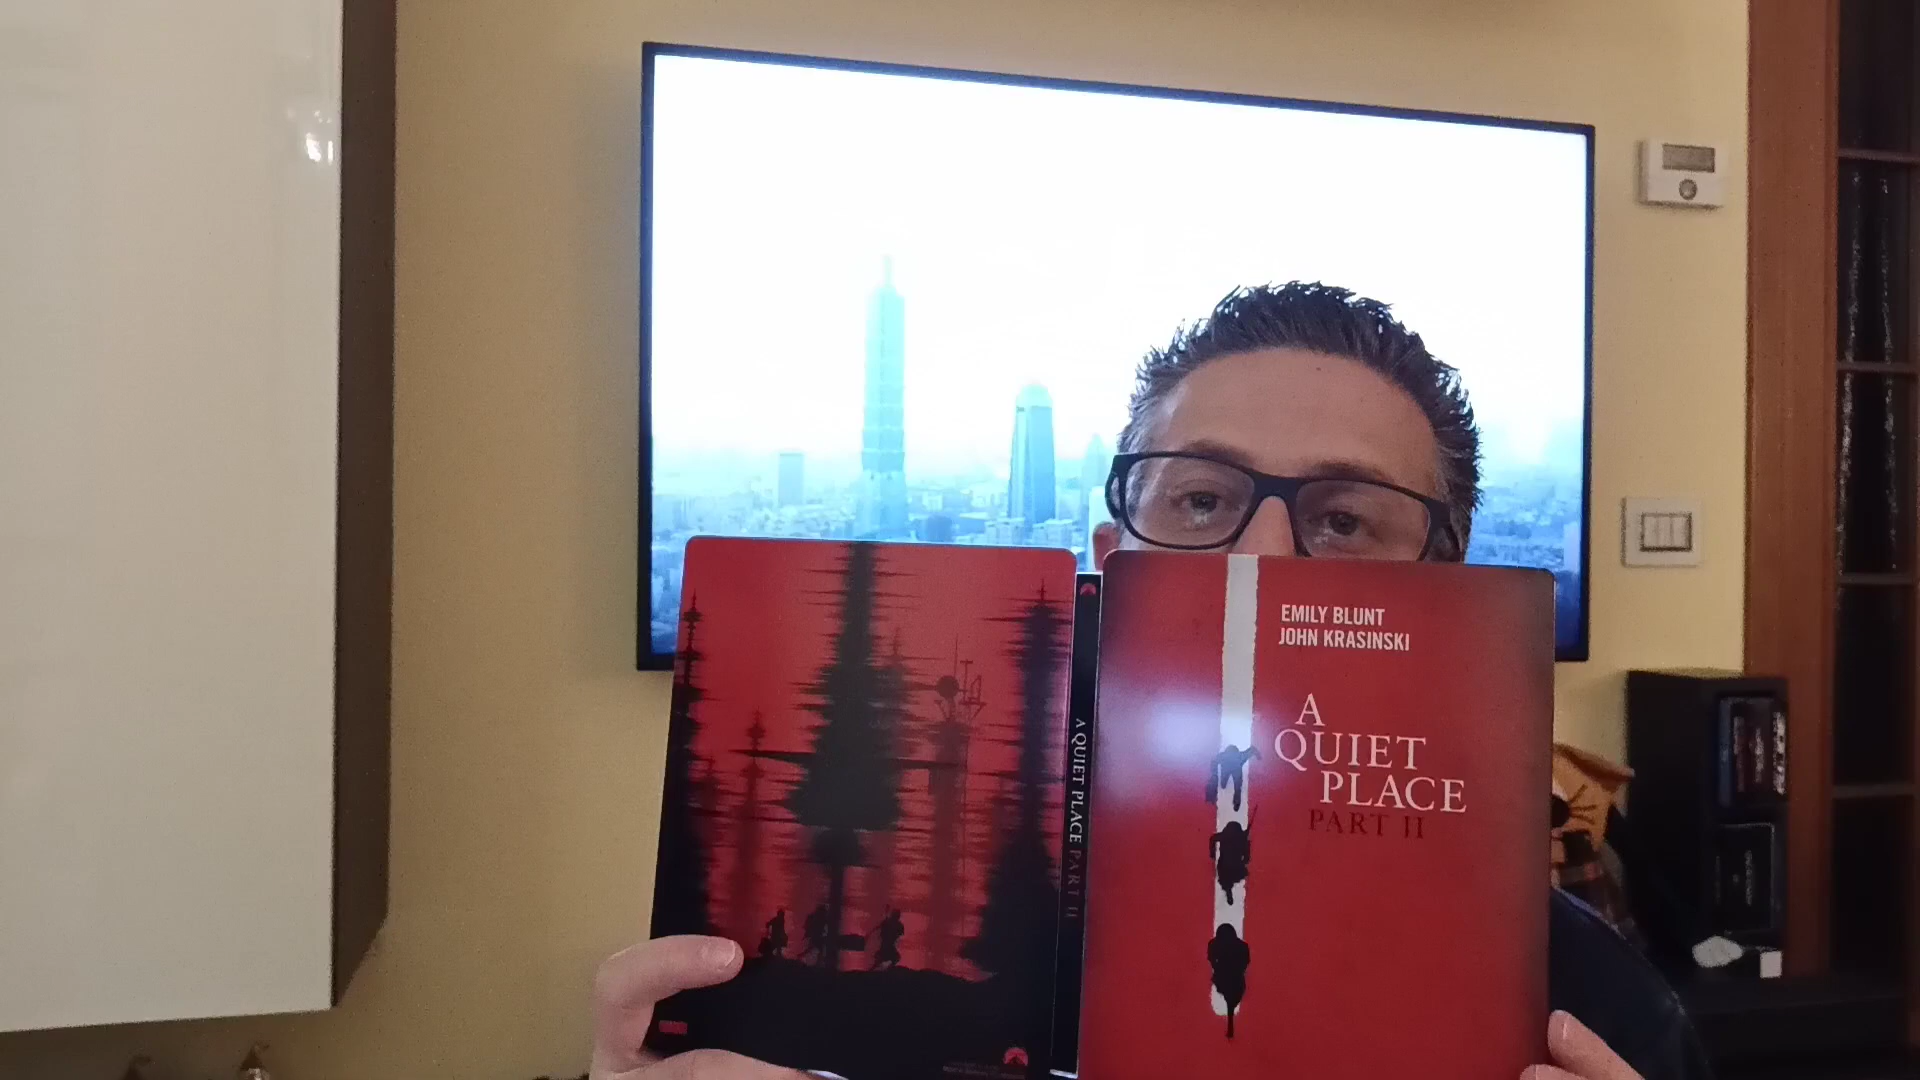 A QUIET PLACE PART II
EMILY BLUNT
JOHN KRASINSKI
A
QUIET
PLACE
PART II